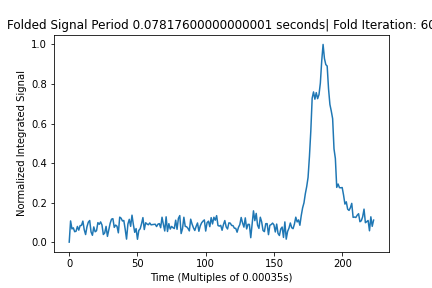 Folded Signal Period 0.07817600000000001 seconds| Fold Iteration: 60
1.0
0.8
0.6
0.4
0.2
0.0
Normalized Integrated Signal
0 50 100 150 200
Time (Multiples of 0.00035s)